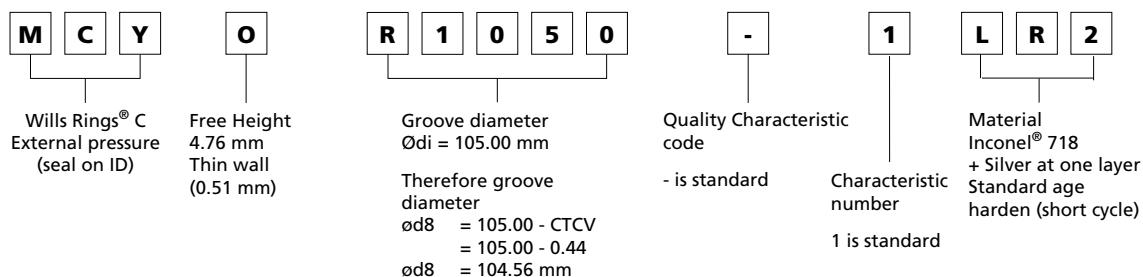 M C Y O R 1 0 5 0 - 1 L R 2
Wills Rings® C
External pressure
(seal on ID)
Free Height
4.76 mm
Thin wall
(0.51 mm)
Groove diameter
Ødi = 105.00 mm
Therefore groove
diameter
ød8 = 105.00 - CTCV
= 105.00 - 0.44
ød8 = 104.56 mm
Quality Characteristic
code
- is standard
Characteristic
number
1 is standard
Material
Inconel® 718
+ Silver at one layer
Standard age
harden (short cycle)